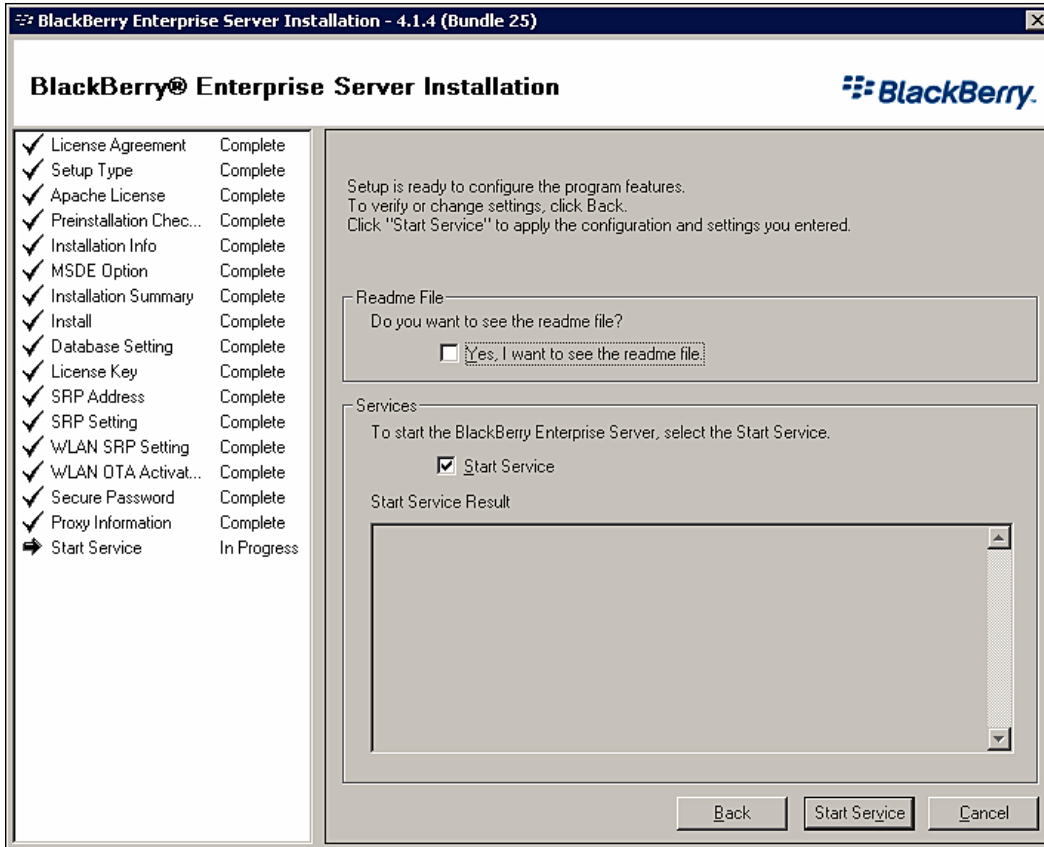 BlackBerry Enterprise Server Installation - 4.1.4 (Bundle 25)
BlackBerry® Enterprise Server Installation
BlackBerry.
License Agreement Complete
Setup Type Complete
Apache License Complete
Preinstallation Chec... Complete
Installation Info Complete
MSDE Option Complete
Installation Summary Complete
Install Complete
Database Setting Complete
License Key Complete
SRP Address Complete
SRP Setting Complete
WLAN SRP Setting Complete
WLAN OTA Activat... Complete
Secure Password Complete
Proxy Information Complete
Start Service In Progress
Setup is ready to configure the program features.
To verify or change settings, click Back.
Click "Start Service" to apply the configuration and settings you entered.
Readme File
Do you want to see the readme file?
Yes, I want to see the readme file.
Services
To start the BlackBerry Enterprise Server, select the Start Service.
Start Service
Start Service Result
Back Start Service Cancel